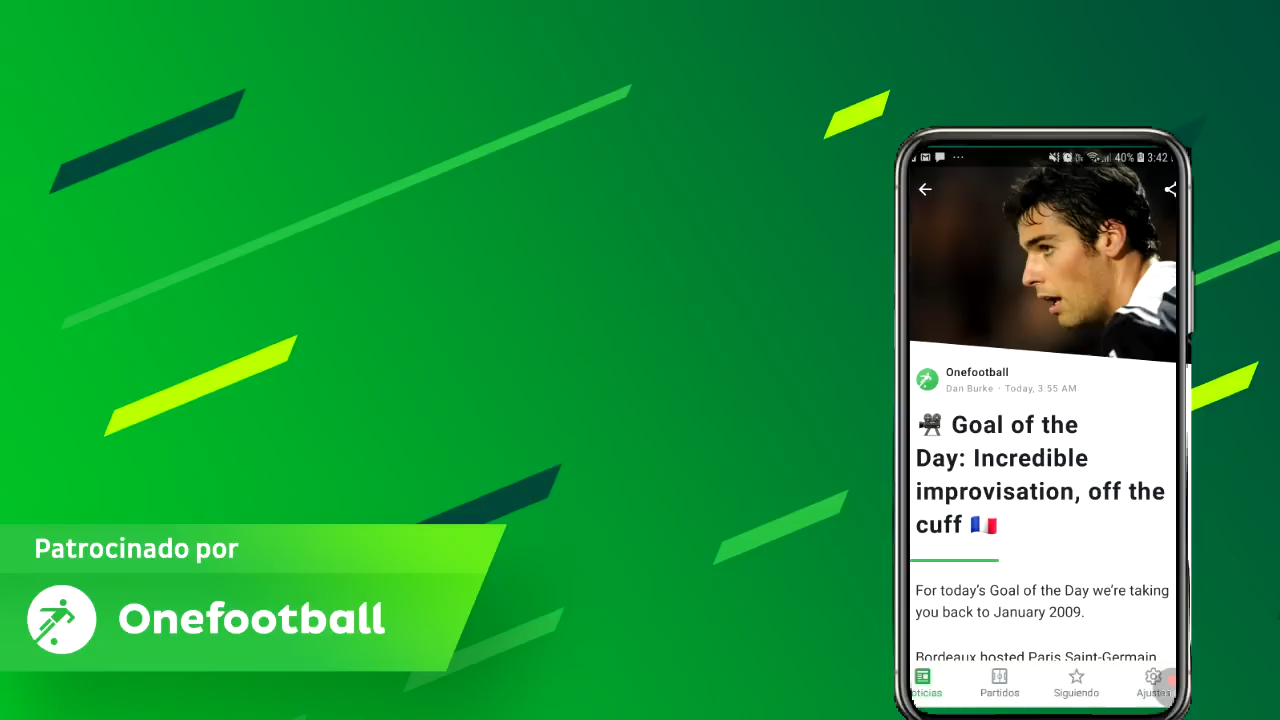 40% 3:42
Onefootball
Dan Burke · Today, 3:55 AM
🎥 Goal of the
Day: Incredible
improvisation, off the
cuff 🇫🇷
For today's Goal of the Day we're taking
you back to January 2009.
Bordeaux hosted Paris Saint-Germain
oticias Partidos Siguiendo Ajustes
Patrocinado por
Onefootball